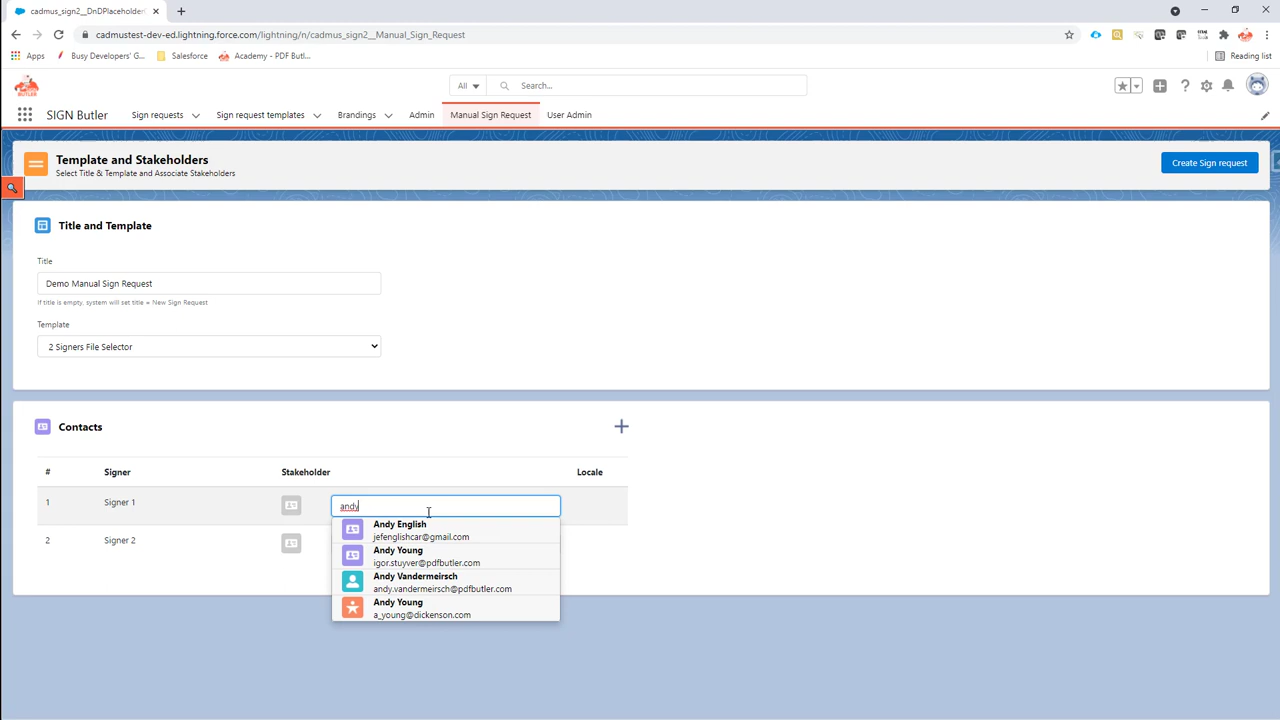 cadmus_sign2__DnDPlaceholder
cadmustest-dev-ed.lightning.force.com/lightning/n/cadmus_sign2__Manual_Sign_Request
Apps
Busy Developers' G...
Salesforce
Academy - PDF Butl...
Reading list
All
Search...
SIGN Butler
Sign requests
Sign request templates
Brandings
Admin
Manual Sign Request
User Admin
Template and Stakeholders
Select Title & Template and Associate Stakeholders
Create Sign request
Title and Template
Title
Demo Manual Sign Request
If title is empty, system will set title = New Sign Request
Template
2 Signers File Selector
Contacts
# Signer Stakeholder Locale
1 Signer 1 andy
Andy English
jefenglishcar@gmail.com
Andy Young
igor.stuyver@pdfbutler.com
2 Signer 2
Andy Vandermeirsch
andy.vandermeirsch@pdfbutler.com
Andy Young
a_young@dickenson.com